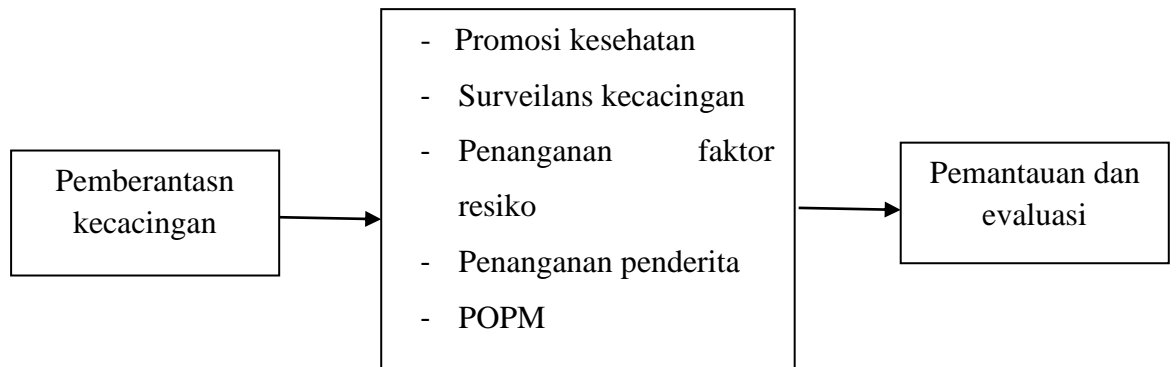 Pemberantasn
kecacingan
- Promosi kesehatan
- Surveilans kecacingan
- Penanganan faktor
resiko
- Penanganan penderita
- POPM
Pemantauan dan
evaluasi